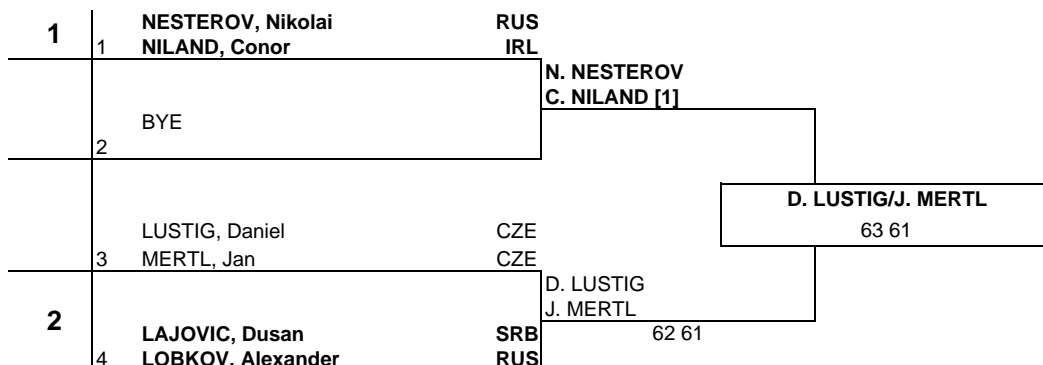 1 1 NESTEROV, Nikolai RUS
NILAND, Conor IRL
N. NESTEROV
C. NILAND [1]
BYE
2
D. LUSTIG/J. MERTL
LUSTIG, Daniel CZE 63 61
3 MERTL, Jan CZE
D. LUSTIG
J. MERTL
2
LAJOVIC, Dusan SRB 62 61
4 LOBKOV, Alexander RUS